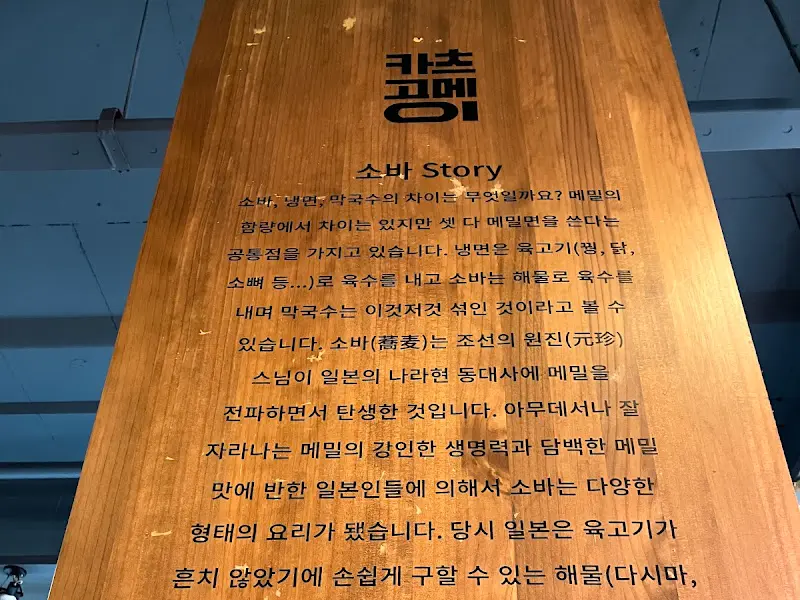 카츠
공메
소바 Story
소바, 냉면, 막국수의 차이는 무엇일까요? 메밀의
함량에서 차이는 있지만 셋 다 메밀면을 쓴다는
공통점을 가지고 있습니다. 냉면은 육고기(꿩, 닭,
소뼈 등...)로 육수를 내고 소바는 해물로 육수를
내며 막국수는 이것저것 섞인 것이라고 볼 수
있습니다. 소바(蕎麦)는 조선의 원진(元珍)
스님이 일본의 나라현 동대사에 메밀을
전파하면서 탄생한 것입니다. 아무데서나 잘
자라나는 메밀의 강인한 생명력과 담백한 메밀
맛에 반한 일본인들에 의해서 소바는 다양한
형태의 요리가 됐습니다. 당시 일본은 육고기가
흔치 않았기에 손쉽게 구할 수 있는 해물(다시마,